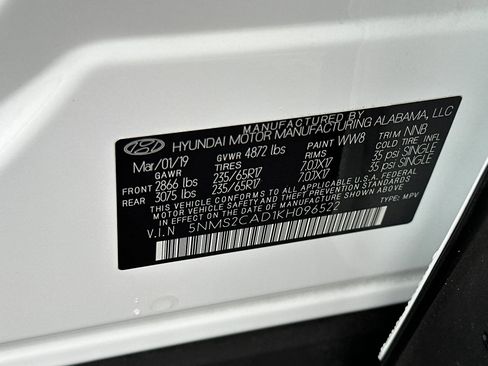 MANUFACTURED BY
HYUNDAI MOTOR MANUFACTURING ALABAMA, LLC
Mar/01/19 GVWR 4872 lbs PAINT WW8 TRIM NNB
GAWR TIRES RIMS COLD TIRE INFL
FRONT 2866 lbs 235/65R17 7.0JX17 35 psi SINGLE
REAR 3075 lbs 235/65R17 7.0JX17 35 psi SINGLE
THIS VEHICLE CONFORMS TO ALL APPLICABLE U.S.A. FEDERAL
MOTOR VEHICLE SAFETY STANDARDS IN EFFECT ON THE
DATE OF MANUFACTURE SHOWN ABOVE.
V.I.N 5NMS2CAD1KH096522 TYPE: MPV